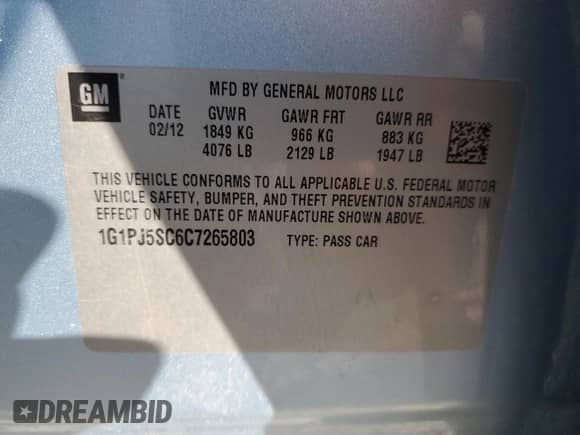 GM
MFD BY GENERAL MOTORS LLC
DATE GVWR GAWR FRT GAWR RR
02/12 1849 KG 966 KG 883 KG
4076 LB 2129 LB 1947 LB
THIS VEHICLE CONFORMS TO ALL APPLICABLE U.S. FEDERAL MOTOR
VEHICLE SAFETY, BUMPER, AND THEFT PREVENTION STANDARDS IN
EFFECT ON THE DATE OF MANUFACTURE SHOWN ABOVE.
1G1PJ5SC6C7265803 TYPE: PASS CAR
DREAMBID